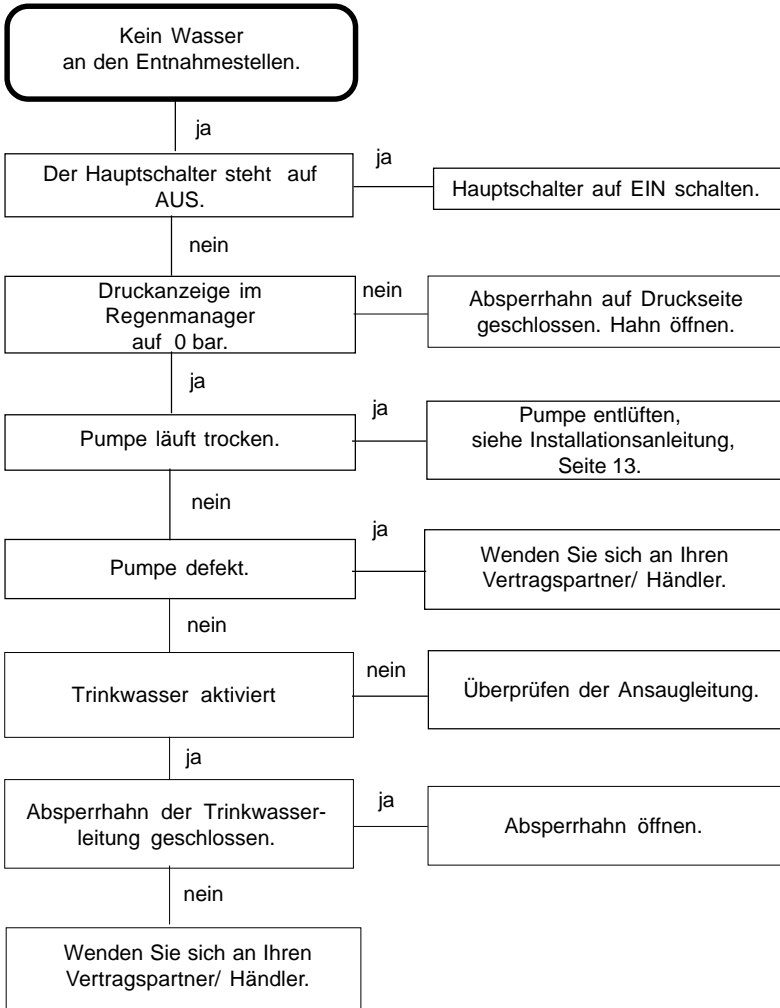 Kein Wasser
an den Entnahmestellen.
ja
Der Hauptschalter steht auf
AUS.
ja
Hauptschalter auf EIN schalten.
nein
Druckanzeige im
Regenmanager
auf 0 bar.
nein
Absperrhahn auf Druckseite
geschlossen. Hahn öffnen.
ja
Pumpe läuft trocken.
ja
Pumpe entlüften,
siehe Installationsanleitung,
Seite 13.
nein
Pumpe defekt.
ja
Wenden Sie sich an Ihren
Vertragspartner/ Händler.
nein
Trinkwasser aktiviert
nein
Überprüfen der Ansaugleitung.
ja
Absperrhahn der Trinkwasser-
leitung geschlossen.
ja
Absperrhahn öffnen.
nein
Wenden Sie sich an Ihren
Vertragspartner/ Händler.